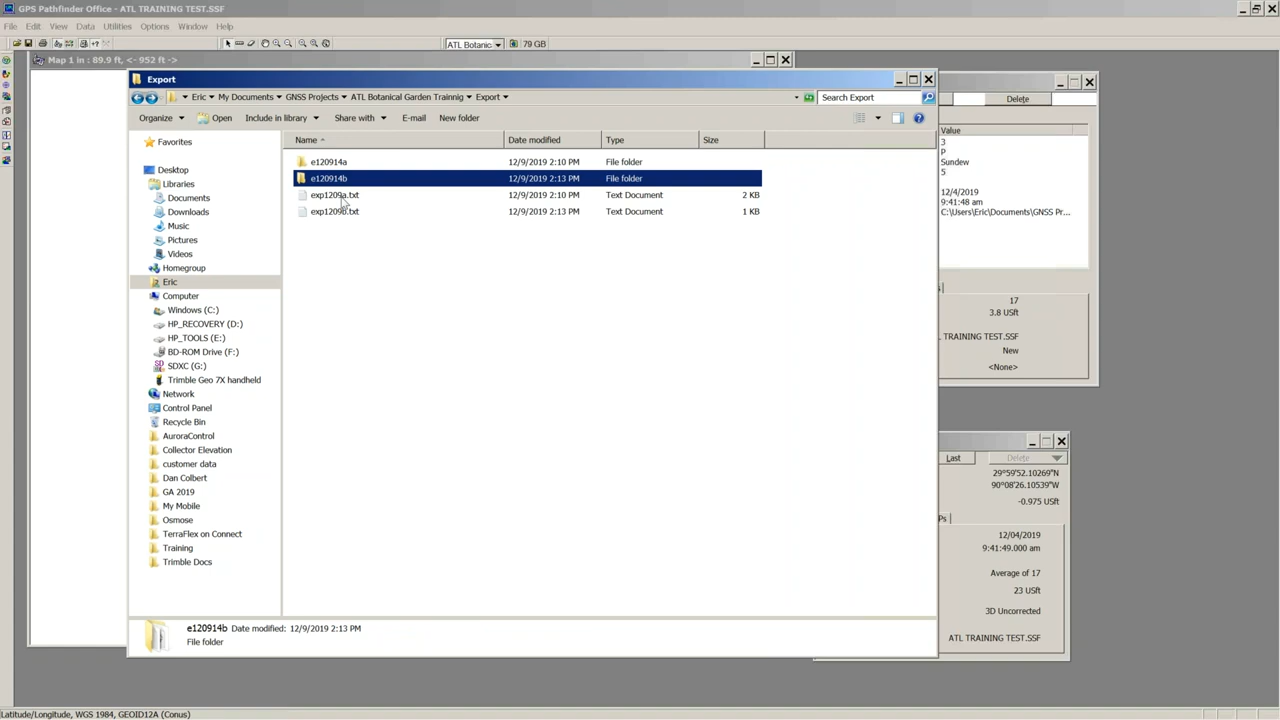 GPS Pathfinder Office - ATL TRAINING TEST.SSF
File Edit View Data Utilities Options Window Help
ATL Botanic 79 GB
Map 1 in : 89.9 ft, <- 952 ft ->
Export
Eric My Documents GNSS Projects ATL Botanical Garden Trainnig Export
Search Export
Delete
Organize Open Include in library Share with E-mail New folder
Name Date modified Type Size
e120914a 12/9/2019 2:10 PM File folder
e120914b 12/9/2019 2:13 PM File folder
exp1209a.txt 12/9/2019 2:10 PM Text Document 2 KB
exp1209b.txt 12/9/2019 2:13 PM Text Document 1 KB
Favorites
Desktop
Libraries
Documents
Downloads
Music
Pictures
Videos
Homegroup
Eric
Computer
Windows (C:)
HP_RECOVERY (D:)
HP_TOOLS (E:)
BD-ROM Drive (F:)
SDXC (G:)
Trimble Geo 7X handheld
Network
Control Panel
Recycle Bin
AuroraControl
Collector Elevation
customer data
Dan Colbert
GA 2019
My Mobile
Osmose
TerraFlex on Connect
Training
Trimble Docs
e120914b Date modified: 12/9/2019 2:13 PM
File folder
Value
3
P
Sundew
5
12/4/2019
9:41:48 am
C:\Users\Eric\Documents\GNSS Pr...
17
3.8 USft
TRAINING TEST.SSF
New
<None>
Last Delete
29°59'52.10269"N
90°08'26.10539"W
-0.975 USft
Ps
12/04/2019
9:41:49.000 am
Average of 17
23 USft
3D Uncorrected
ATL TRAINING TEST.SSF
Latitude/Longitude, WGS 1984, GEOID12A (Conus)